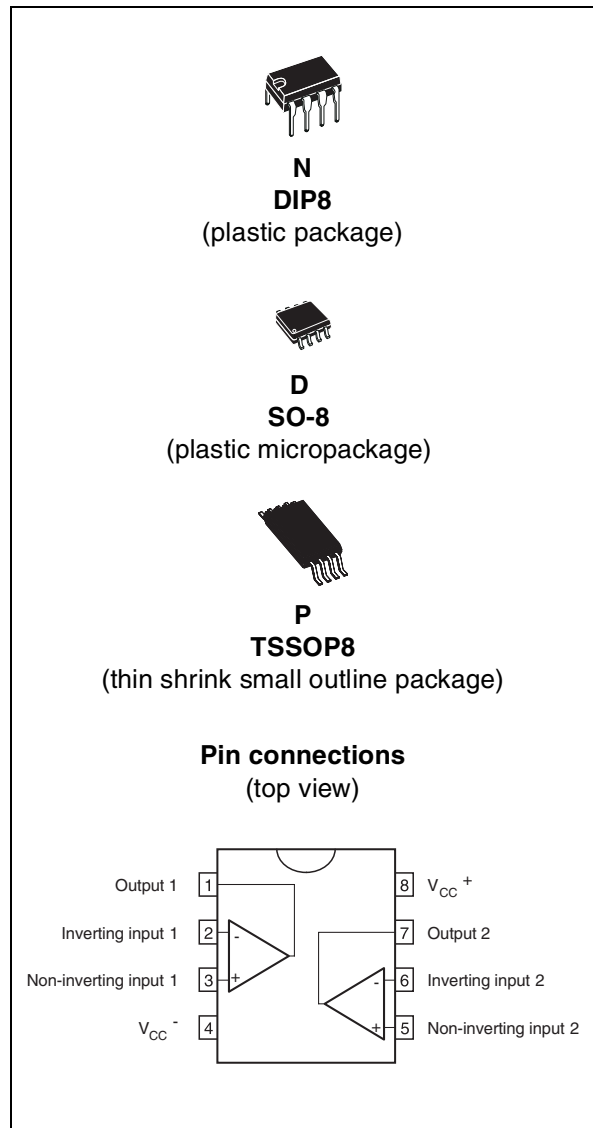 N
DIP8
(plastic package)
D
SO-8
(plastic micropackage)
P
TSSOP8
(thin shrink small outline package)
Pin connections
(top view)
Output 1 1 8 VCC +
Inverting input 1 2 - 7 Output 2
Non-inverting input 1 3 + - 6 Inverting input 2
VCC - 4 + 5 Non-inverting input 2